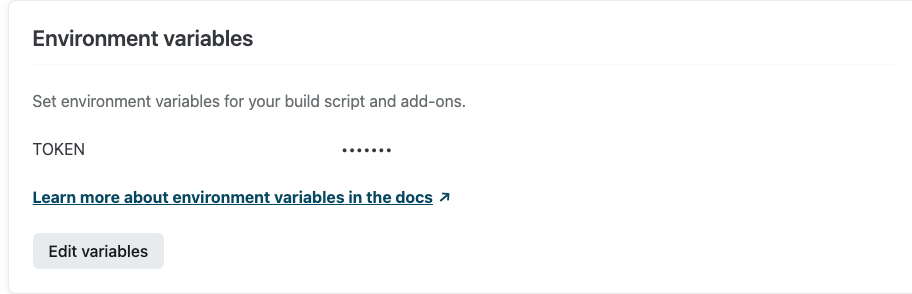 Environment variables
Set environment variables for your build script and add-ons.
TOKEN •••••••
Learn more about environment variables in the docs ↗
Edit variables